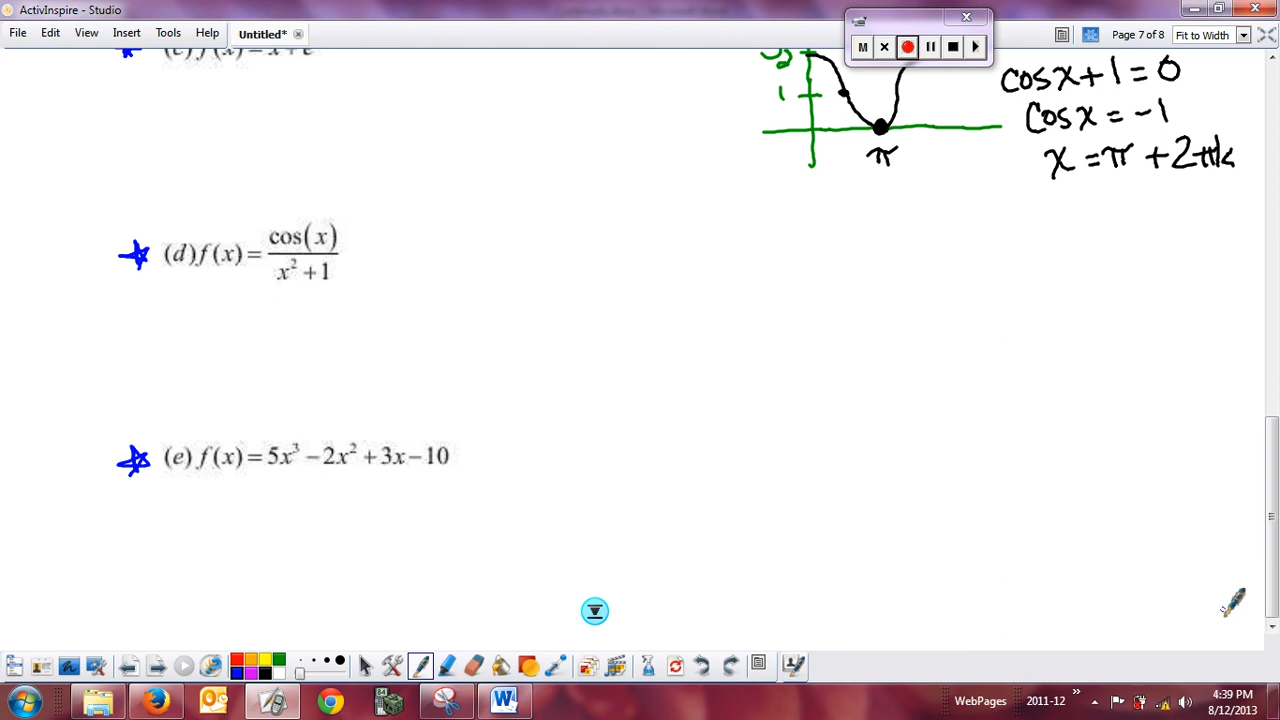 ActivInspire - Studio
File Edit View Insert Tools Help Untitled*
Page 7 of 8 Fit to Width
M
(c) f(x) = x + e
1
π
cos x + 1 = 0
cos x = -1
x = π + 2πk
(d) f(x) = cos(x) / x² + 1
(e) f(x) = 5x³ − 2x² + 3x − 10
WebPages 2011-12 »
4:39 PM
8/12/2013